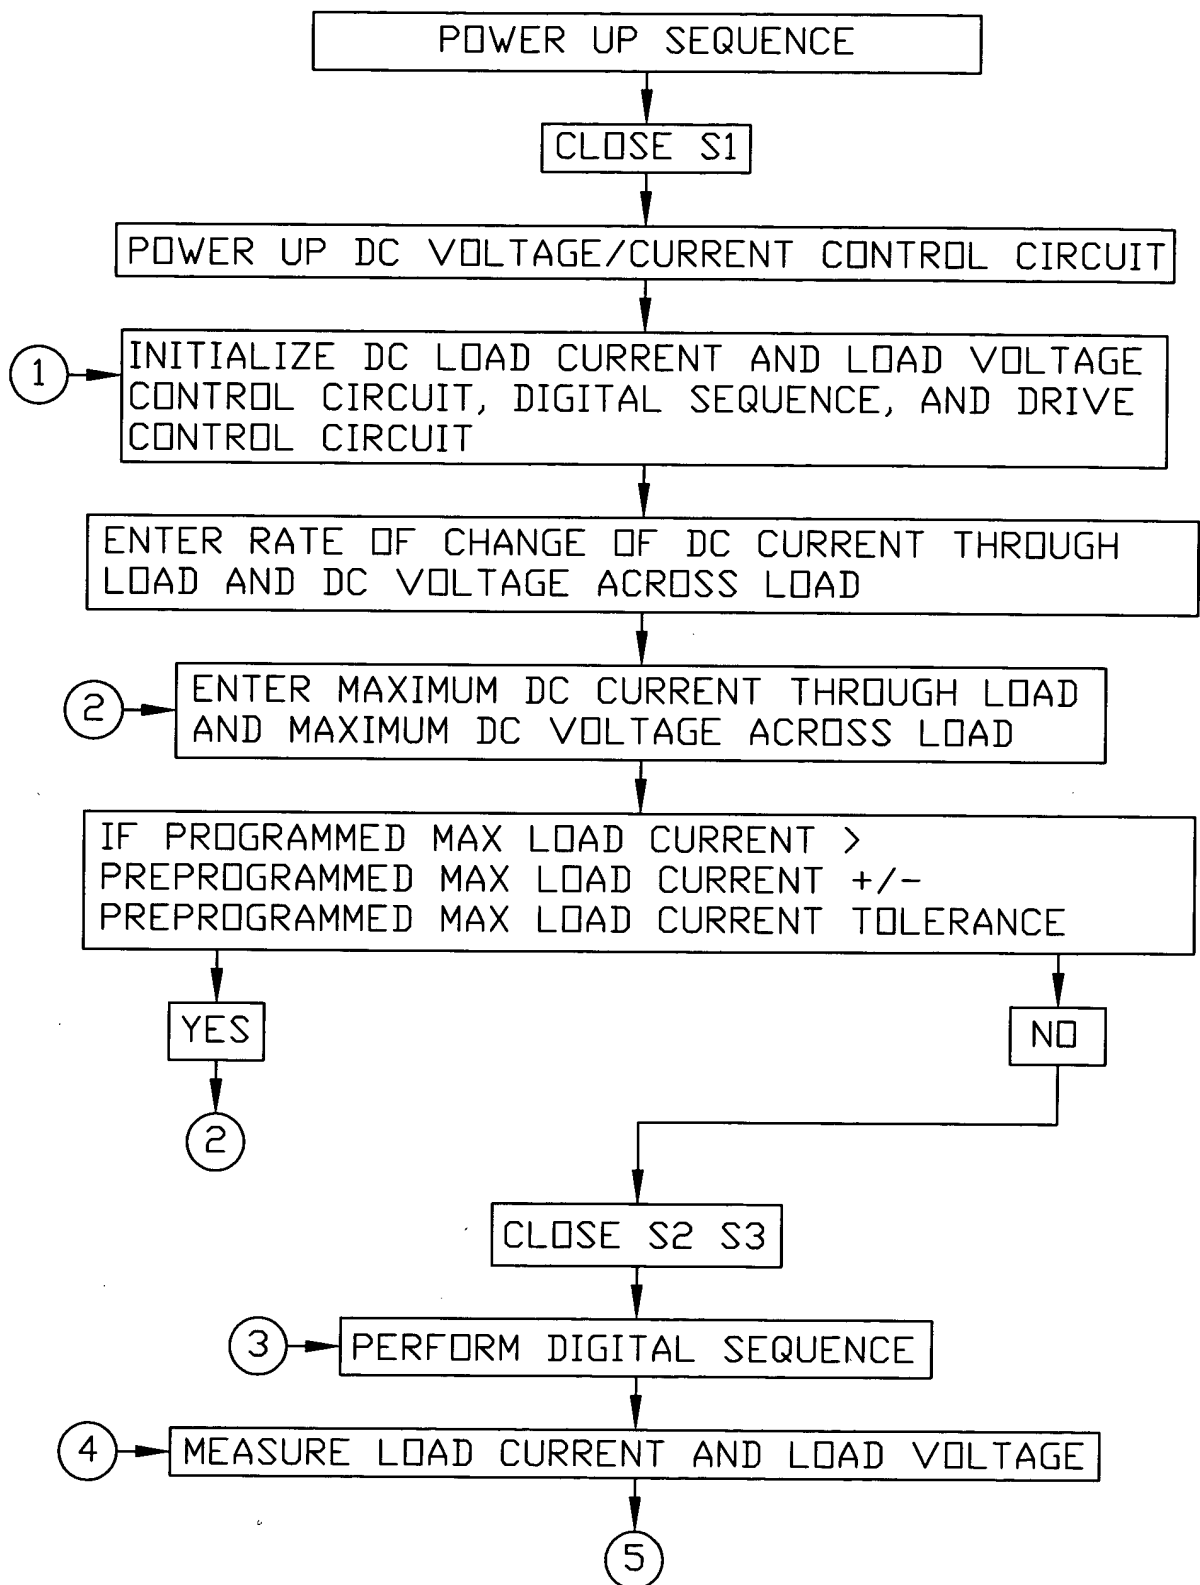 POWER UP SEQUENCE
CLOSE S1
POWER UP DC VOLTAGE/CURRENT CONTROL CIRCUIT
1
INITIALIZE DC LOAD CURRENT AND LOAD VOLTAGE
CONTROL CIRCUIT, DIGITAL SEQUENCE, AND DRIVE
CONTROL CIRCUIT
ENTER RATE OF CHANGE OF DC CURRENT THROUGH
LOAD AND DC VOLTAGE ACROSS LOAD
2
ENTER MAXIMUM DC CURRENT THROUGH LOAD
AND MAXIMUM DC VOLTAGE ACROSS LOAD
IF PROGRAMMED MAX LOAD CURRENT >
PREPROGRAMMED MAX LOAD CURRENT +/-
PREPROGRAMMED MAX LOAD CURRENT TOLERANCE
YES
NO
2
CLOSE S2 S3
3
PERFORM DIGITAL SEQUENCE
4
MEASURE LOAD CURRENT AND LOAD VOLTAGE
5